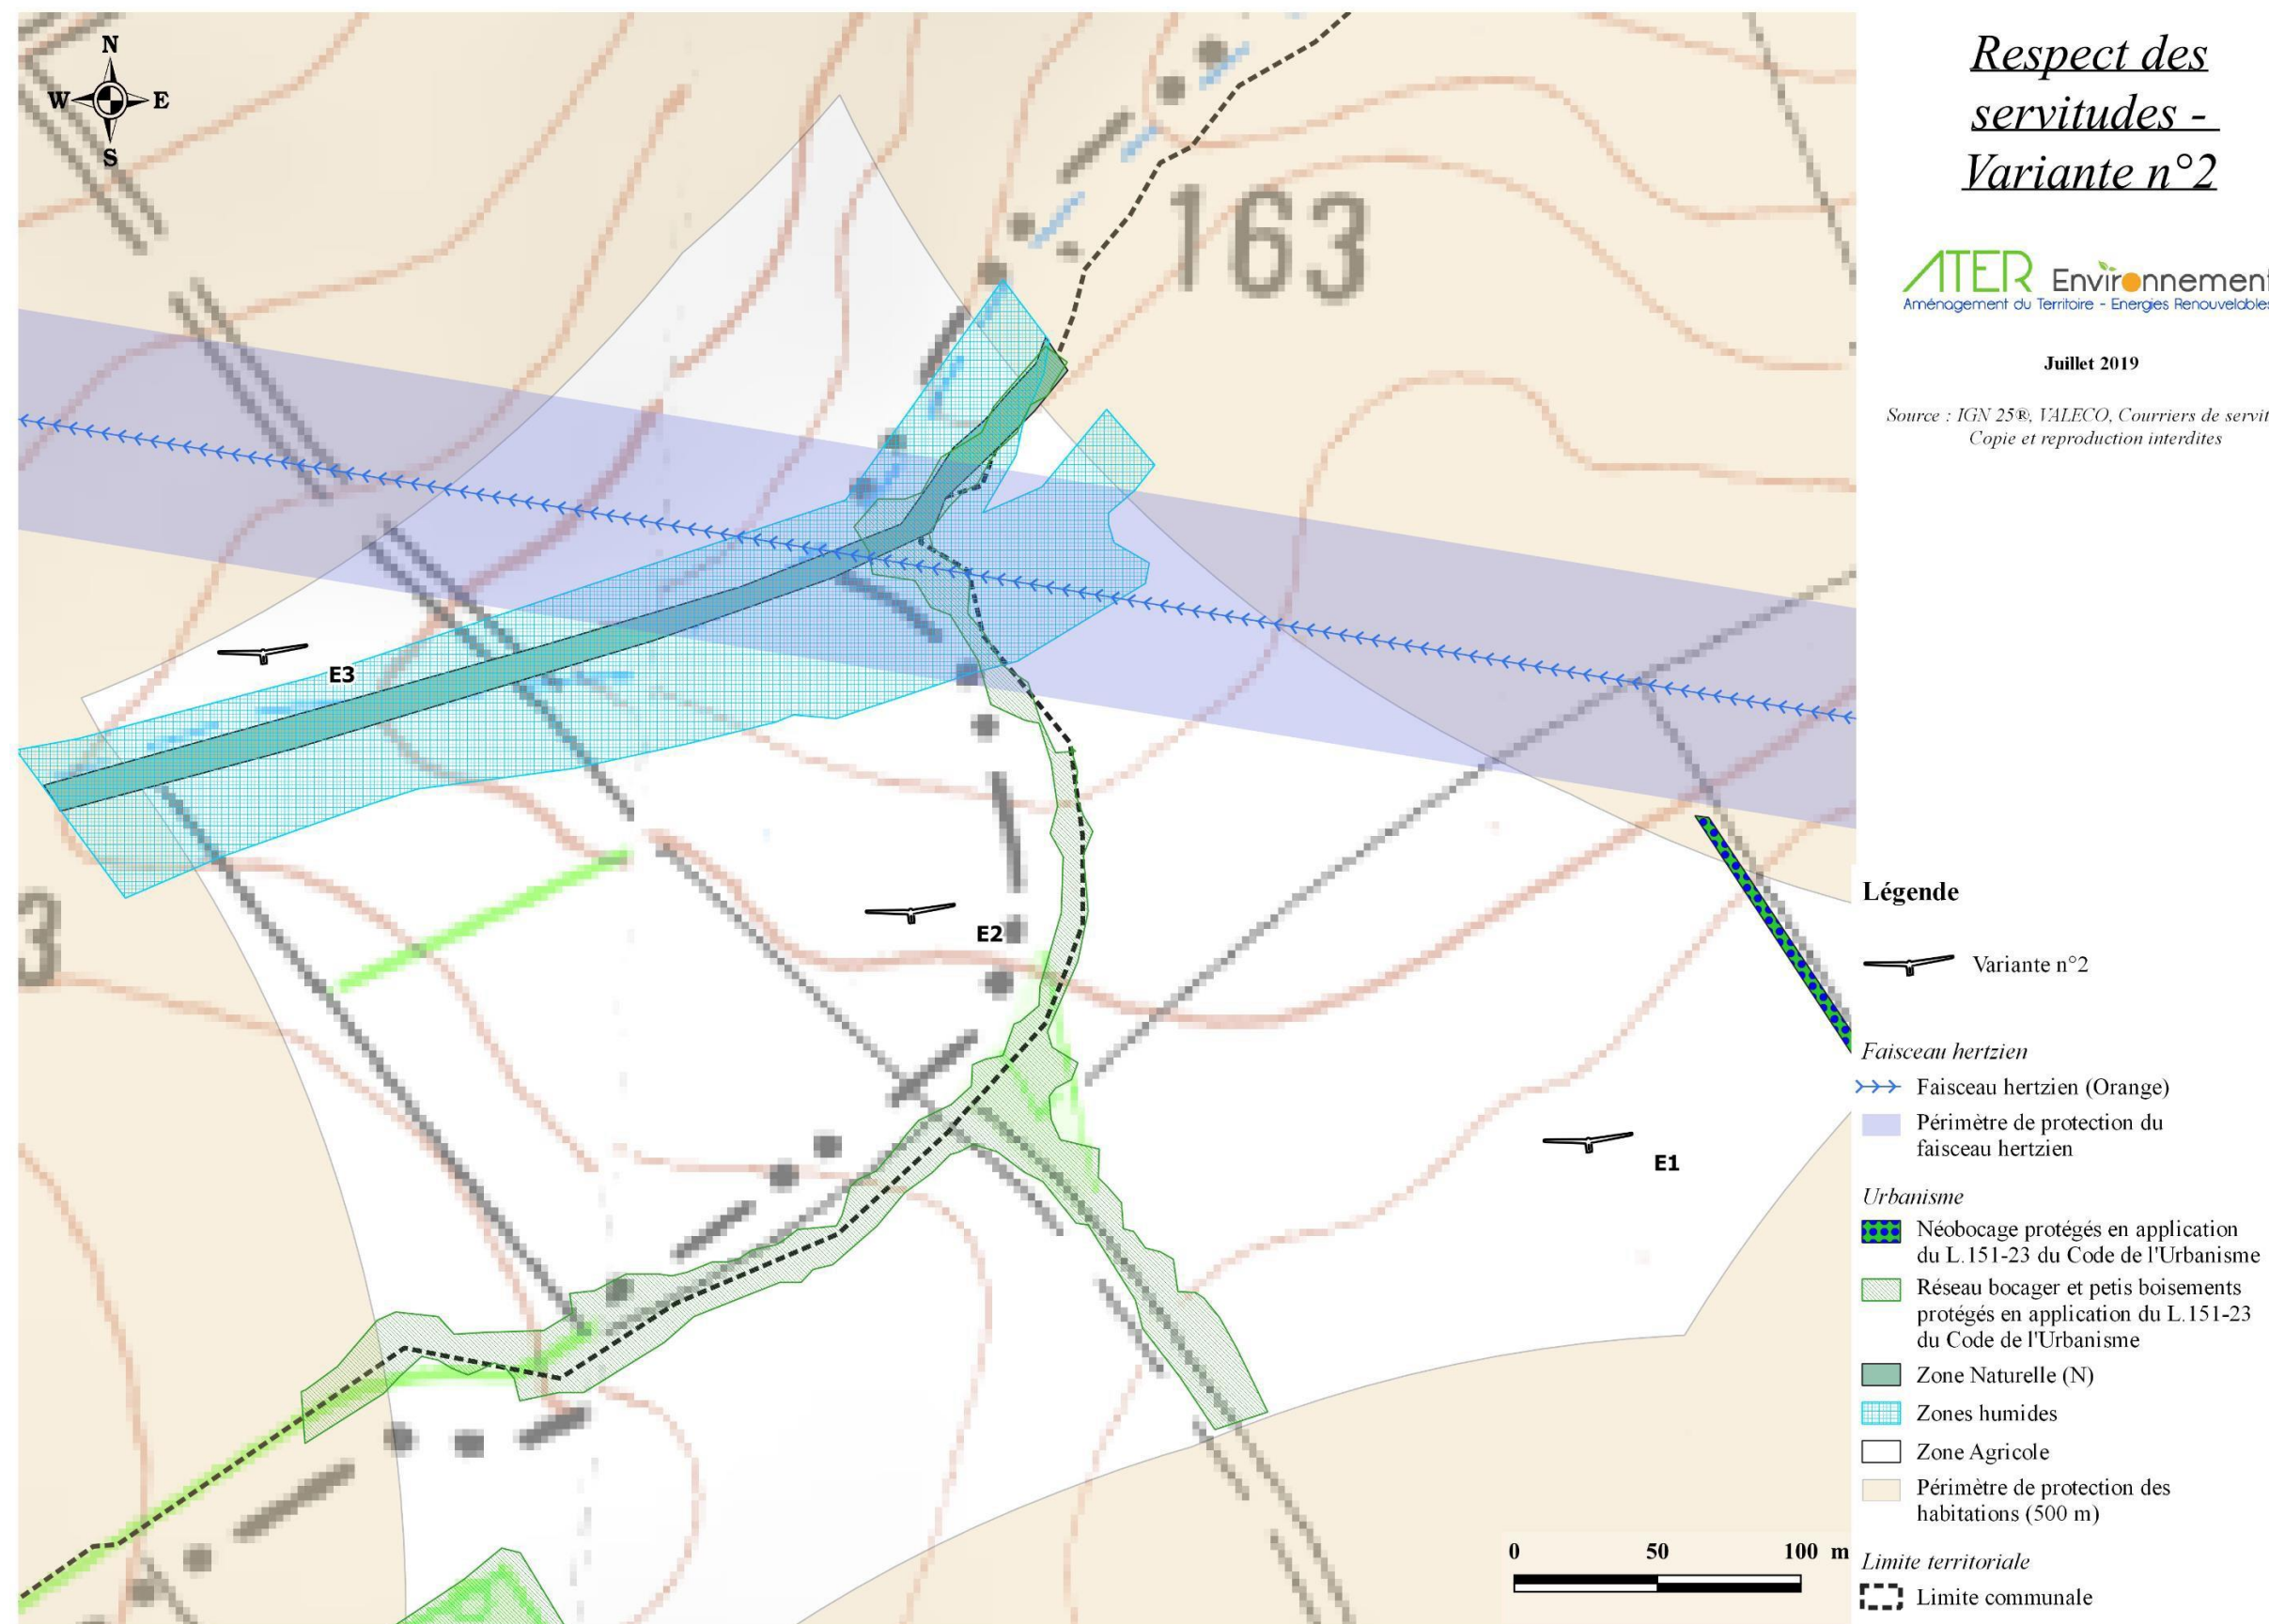 Respect des
servitudes -
Variante n°2
ATER Environnement
Aménagement du Territoire - Energies Renouvelables
Juillet 2019
Source : IGN 25®, VALECO, Courriers de servit
Copie et reproduction interdites
N
W E
S
163
E3
3
E2
E1
Légende
Variante n°2
Faisceau hertzien
Faisceau hertzien (Orange)
Périmètre de protection du
faisceau hertzien
Urbanisme
Néobocage protégés en application
du L.151-23 du Code de l'Urbanisme
Réseau bocager et petis boisements
protégés en application du L.151-23
du Code de l'Urbanisme
Zone Naturelle (N)
Zones humides
Zone Agricole
Périmètre de protection des
habitations (500 m)
Limite territoriale
Limite communale
0 50 100 m